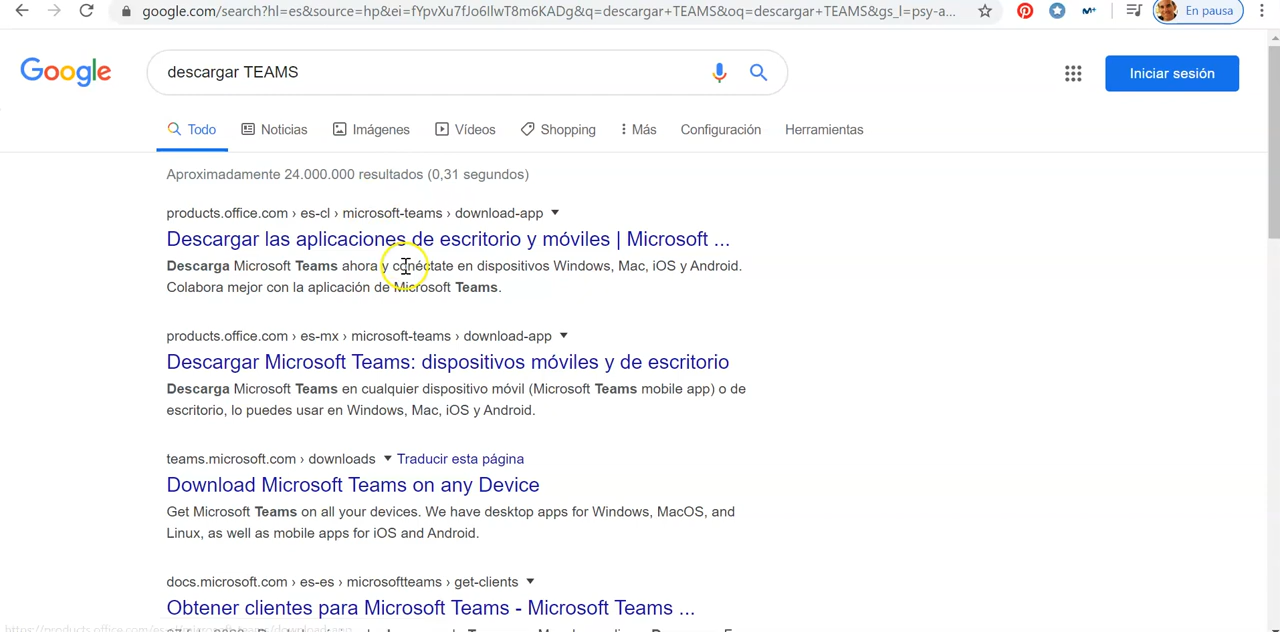 google.com/search?hl=es&source=hp&ei=fYpvXu7fJo6IlwT8m6KADg&q=descargar+TEAMS&oq=descargar+TEAMS&gs_l=psy-a...
En pausa
Google
descargar TEAMS
Iniciar sesión
Todo Noticias Imágenes Vídeos Shopping Más Configuración Herramientas
Aproximadamente 24.000.000 resultados (0,31 segundos)
products.office.com › es-cl › microsoft-teams › download-app
Descargar las aplicaciones de escritorio y móviles | Microsoft ...
Descarga Microsoft Teams ahora y conéctate en dispositivos Windows, Mac, iOS y Android.
Colabora mejor con la aplicación de Microsoft Teams.
products.office.com › es-mx › microsoft-teams › download-app
Descargar Microsoft Teams: dispositivos móviles y de escritorio
Descarga Microsoft Teams en cualquier dispositivo móvil (Microsoft Teams mobile app) o de
escritorio, lo puedes usar en Windows, Mac, iOS y Android.
teams.microsoft.com › downloads Traducir esta página
Download Microsoft Teams on any Device
Get Microsoft Teams on all your devices. We have desktop apps for Windows, MacOS, and
Linux, as well as mobile apps for iOS and Android.
docs.microsoft.com › es-es › microsoftteams › get-clients
Obtener clientes para Microsoft Teams - Microsoft Teams ...